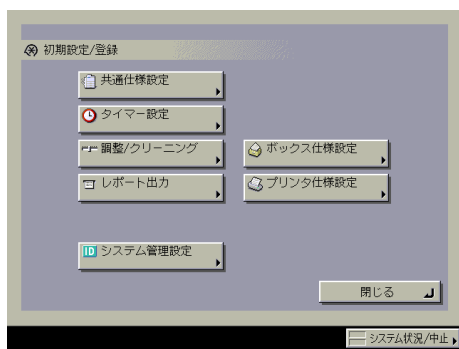 初期設定/登録
共通仕様設定
タイマー設定
調整/クリーニング
ボックス仕様設定
レポート出力
プリンタ仕様設定
ID システム管理設定
閉じる
システム状況/中止